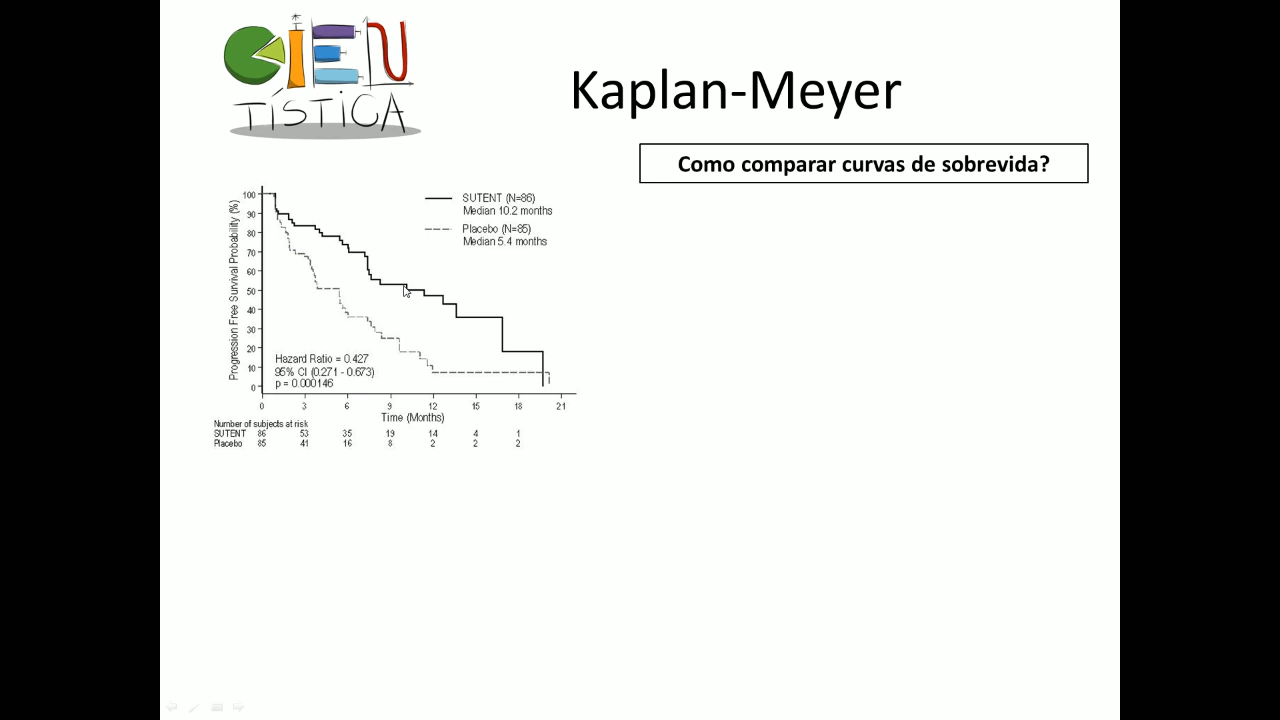 CIEN
TÍSTICA
Kaplan-Meyer
Como comparar curvas de sobrevida?
SUTENT (N=86)
Median 10.2 months
Placebo (N=85)
Median 5.4 months
Progression Free Survival Probability (%)
100
90
80
70
60
50
40
30
20
10
0
Hazard Ratio = 0.427
95% CI (0.271 - 0.673)
p = 0.000146
0 3 6 9 12 15 18 21
Time (Months)
Number of subjects at risk
SUTENT 86 53 35 19 14 4 1
Placebo 85 41 16 8 2 2 2